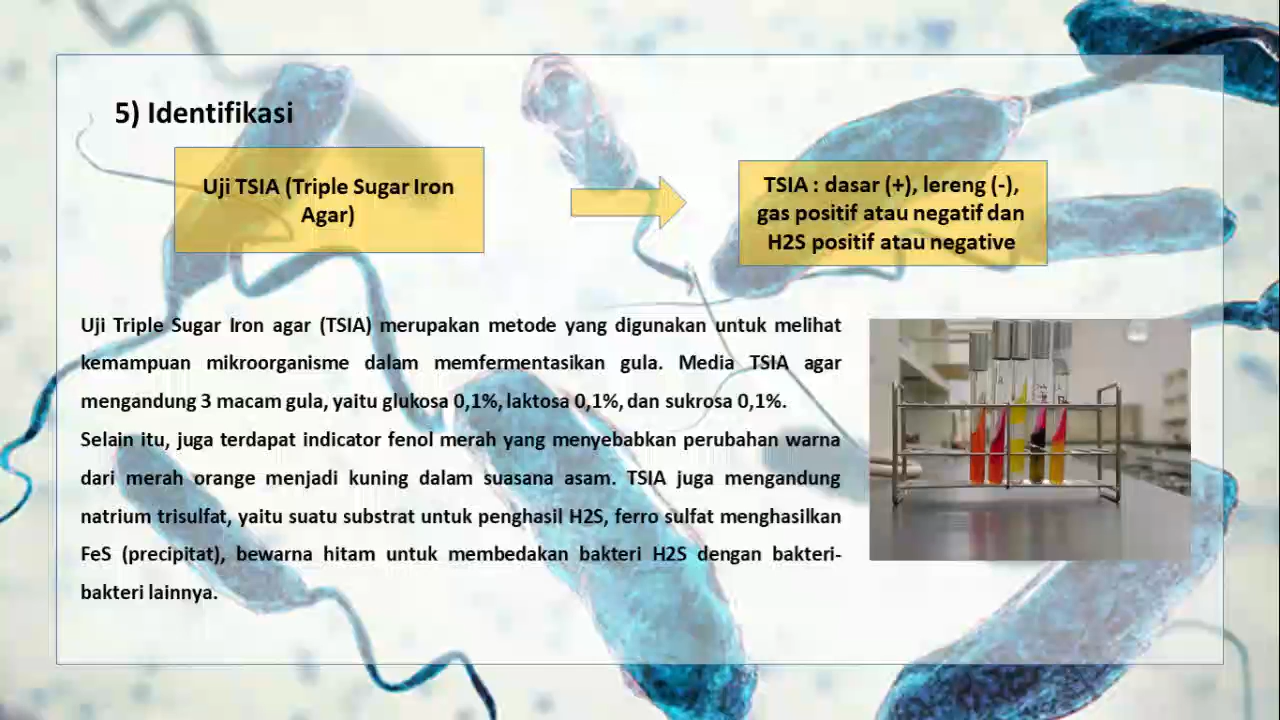 5) Identifikasi
Uji TSIA (Triple Sugar Iron
Agar)
TSIA : dasar (+), lereng (-),
gas positif atau negatif dan
H2S positif atau negative
Uji Triple Sugar Iron agar (TSIA) merupakan metode yang digunakan untuk melihat
kemampuan mikroorganisme dalam memfermentasikan gula. Media TSIA agar
mengandung 3 macam gula, yaitu glukosa 0,1%, laktosa 0,1%, dan sukrosa 0,1%.
Selain itu, juga terdapat indicator fenol merah yang menyebabkan perubahan warna
dari merah orange menjadi kuning dalam suasana asam. TSIA juga mengandung
natrium trisulfat, yaitu suatu substrat untuk penghasil H2S, ferro sulfat menghasilkan
FeS (precipitat), bewarna hitam untuk membedakan bakteri H2S dengan bakteri-
bakteri lainnya.